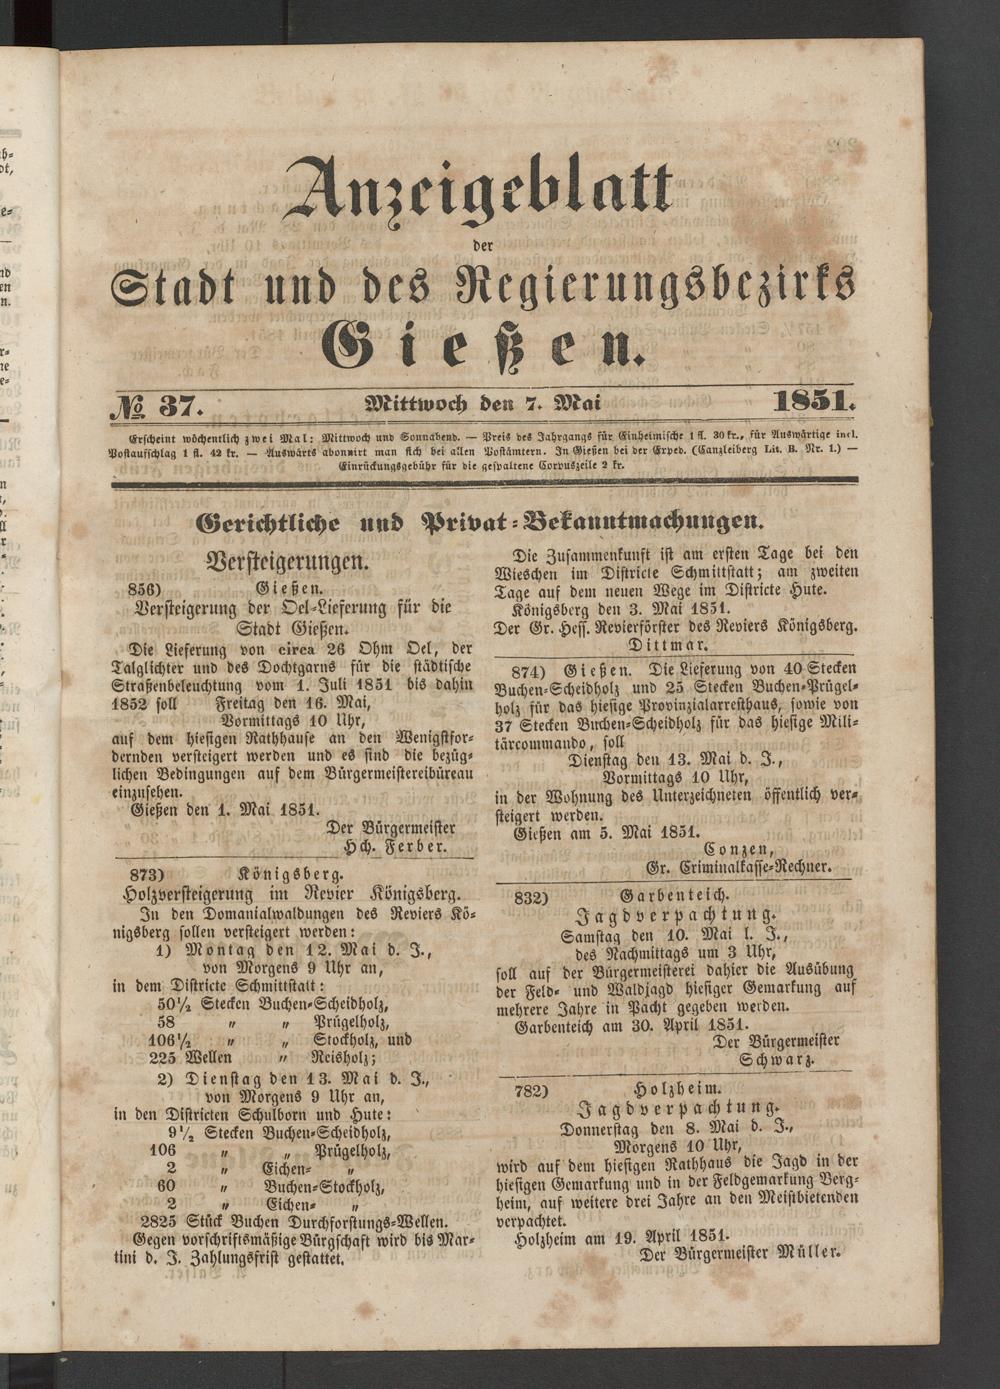 Anzeigeblatt
der
Stadt und des Regierungsbezirks
Gießen.
№ 37. Mittwoch den 7. Mai 1851.
Erscheint wöchentlich zwei Mal: Mittwoch und Sonnabend. — Preis des Jahrgangs für Einheimische 1 fl. 30 kr., für Auswärtige incl.
Postaufschlag 1 fl. 42 kr. — Auswärts abonnirt man sich bei allen Postämtern. In Gießen bei der Exped. (Canzleiberg Lit. B. Nr. 1.) —
Einrückungsgebühr für die gespaltene Corpuszeile 2 kr.
Gerichtliche und Privat-Bekanntmachungen.
Versteigerungen.
856) Gießen.
Versteigerung der Oel-Lieferung für die
Stadt Gießen.
Die Lieferung von circa 26 Ohm Oel, der
Talglichter und des Dochtgarns für die städtische
Straßenbeleuchtung vom 1. Juli 1851 bis dahin
1852 soll Freitag den 16. Mai,
Vormittags 10 Uhr,
auf dem hiesigen Rathhause an den Wenigstfor-
dernden versteigert werden und es sind die bezüg-
lichen Bedingungen auf dem Bürgermeistereibüreau
einzusehen.
Gießen den 1. Mai 1851.
Der Bürgermeister
Hch. Ferber.
873) Königsberg.
Holzversteigerung im Revier Königsberg.
In den Domanialwaldungen des Reviers Kö-
nigsberg sollen versteigert werden:
1) Montag den 12. Mai d. J.,
von Morgens 9 Uhr an,
in dem Districte Schmittstatt:
50½ Stecken Buchen-Scheidholz,
58 „ „ Prügelholz,
106½ „ „ Stockholz, und
225 Wellen „ Reisholz;
2) Dienstag den 13. Mai d. J.,
von Morgens 9 Uhr an,
in den Districten Schulborn und Hute:
9½ Stecken Buchen-Scheidholz,
106 „ „ Prügelholz,
2 „ Eichen- „
60 „ Buchen-Stockholz,
2 „ Eichen- „
2825 Stück Buchen Durchforstungs-Wellen.
Gegen vorschriftsmäßige Bürgschaft wird bis Mar-
tini d. J. Zahlungsfrist gestattet.
Die Zusammenkunft ist am ersten Tage bei den
Wieschen im Districte Schmittstatt; am zweiten
Tage auf dem neuen Wege im Districte Hute.
Königsberg den 3. Mai 1851.
Der Gr. Hess. Revierförster des Reviers Königsberg.
Dittmar.
874) Gießen. Die Lieferung von 40 Stecken
Buchen-Scheidholz und 25 Stecken Buchen-Prügel-
holz für das hiesige Provinzialarresthaus, sowie von
37 Stecken Buchen-Scheidholz für das hiesige Mili-
tärcommando, soll
Dienstag den 13. Mai d. J.,
Vormittags 10 Uhr,
in der Wohnung des Unterzeichneten öffentlich ver-
steigert werden.
Gießen am 5. Mai 1851.
Conzen,
Gr. Criminalkasse-Rechner.
832) Garbenteich.
Jagdverpachtung.
Samstag den 10. Mai l. J.,
des Nachmittags um 3 Uhr,
soll auf der Bürgermeisterei dahier die Ausübung
der Feld- und Waldjagd hiesiger Gemarkung auf
mehrere Jahre in Pacht gegeben werden.
Garbenteich am 30. April 1851.
Der Bürgermeister
Schwarz.
782) Holzheim.
Jagdverpachtung.
Donnerstag den 8. Mai d. J.,
Morgens 10 Uhr,
wird auf dem hiesigen Rathhaus die Jagd in der
hiesigen Gemarkung und in der Feldgemarkung Berg-
heim, auf weitere drei Jahre an den Meistbietenden
verpachtet.
Holzheim am 19. April 1851.
Der Bürgermeister Müller.